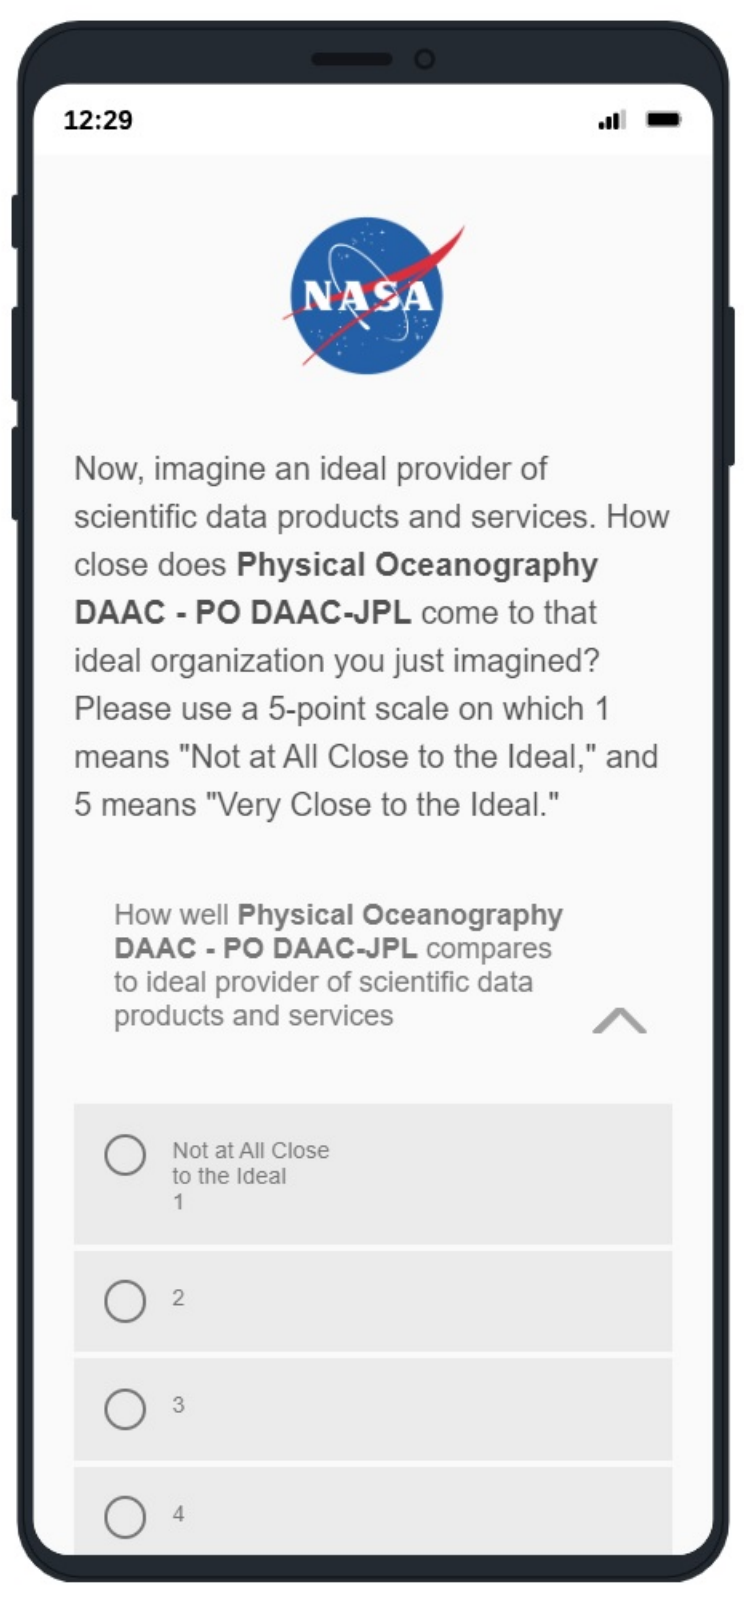 12:29
NASA
Now, imagine an ideal provider of
scientific data products and services. How
close does Physical Oceanography
DAAC - PO DAAC-JPL come to that
ideal organization you just imagined?
Please use a 5-point scale on which 1
means "Not at All Close to the Ideal," and
5 means "Very Close to the Ideal."
How well Physical Oceanography
DAAC - PO DAAC-JPL compares
to ideal provider of scientific data
products and services
Not at All Close
to the Ideal
1
2
3
4